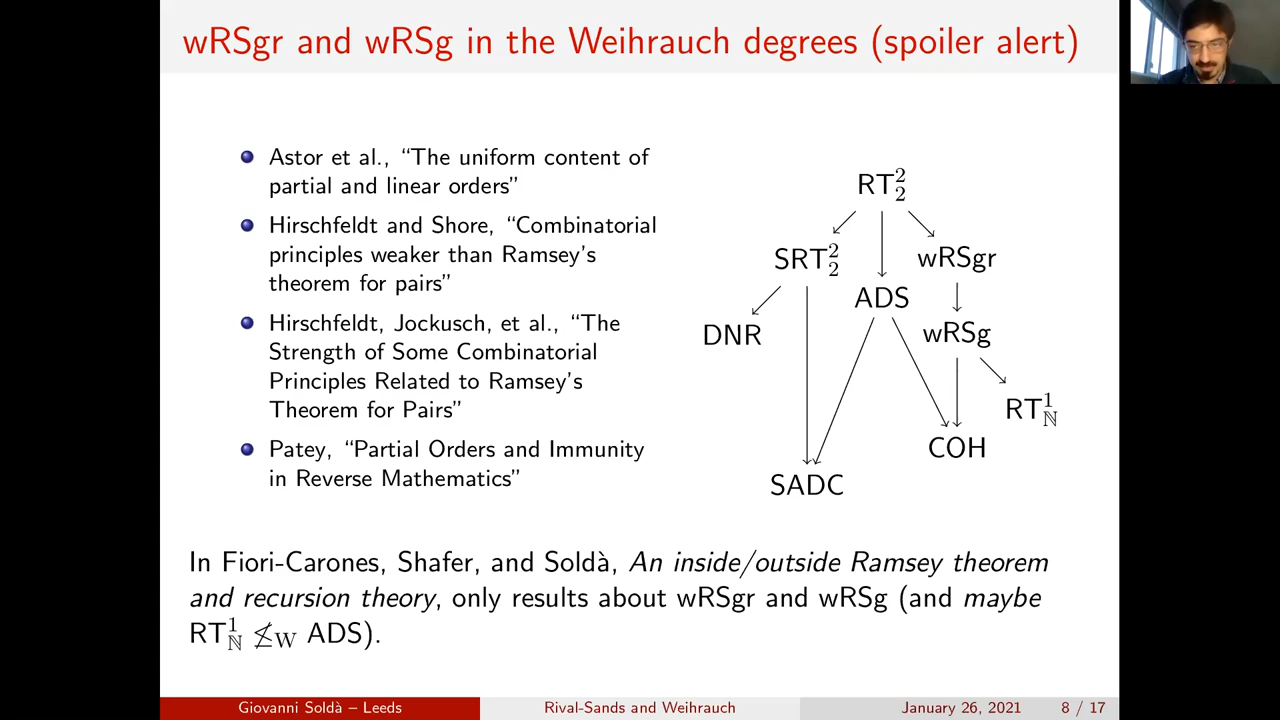 wRSgr and wRSg in the Weihrauch degrees (spoiler alert)
Astor et al., “The uniform content of
partial and linear orders”
Hirschfeldt and Shore, “Combinatorial
principles weaker than Ramsey’s
theorem for pairs”
Hirschfeldt, Jockusch, et al., “The
Strength of Some Combinatorial
Principles Related to Ramsey’s
Theorem for Pairs”
Patey, “Partial Orders and Immunity
in Reverse Mathematics”
RT²₂
SRT²₂
wRSgr
ADS
DNR
wRSg
RT¹_ℕ
COH
SADC
In Fiori-Carones, Shafer, and Soldà, An inside/outside Ramsey theorem
and recursion theory, only results about wRSgr and wRSg (and maybe
RT¹_ℕ ≰_W ADS).
Giovanni Soldà – Leeds
Rival-Sands and Weihrauch
January 26, 2021
8 / 17